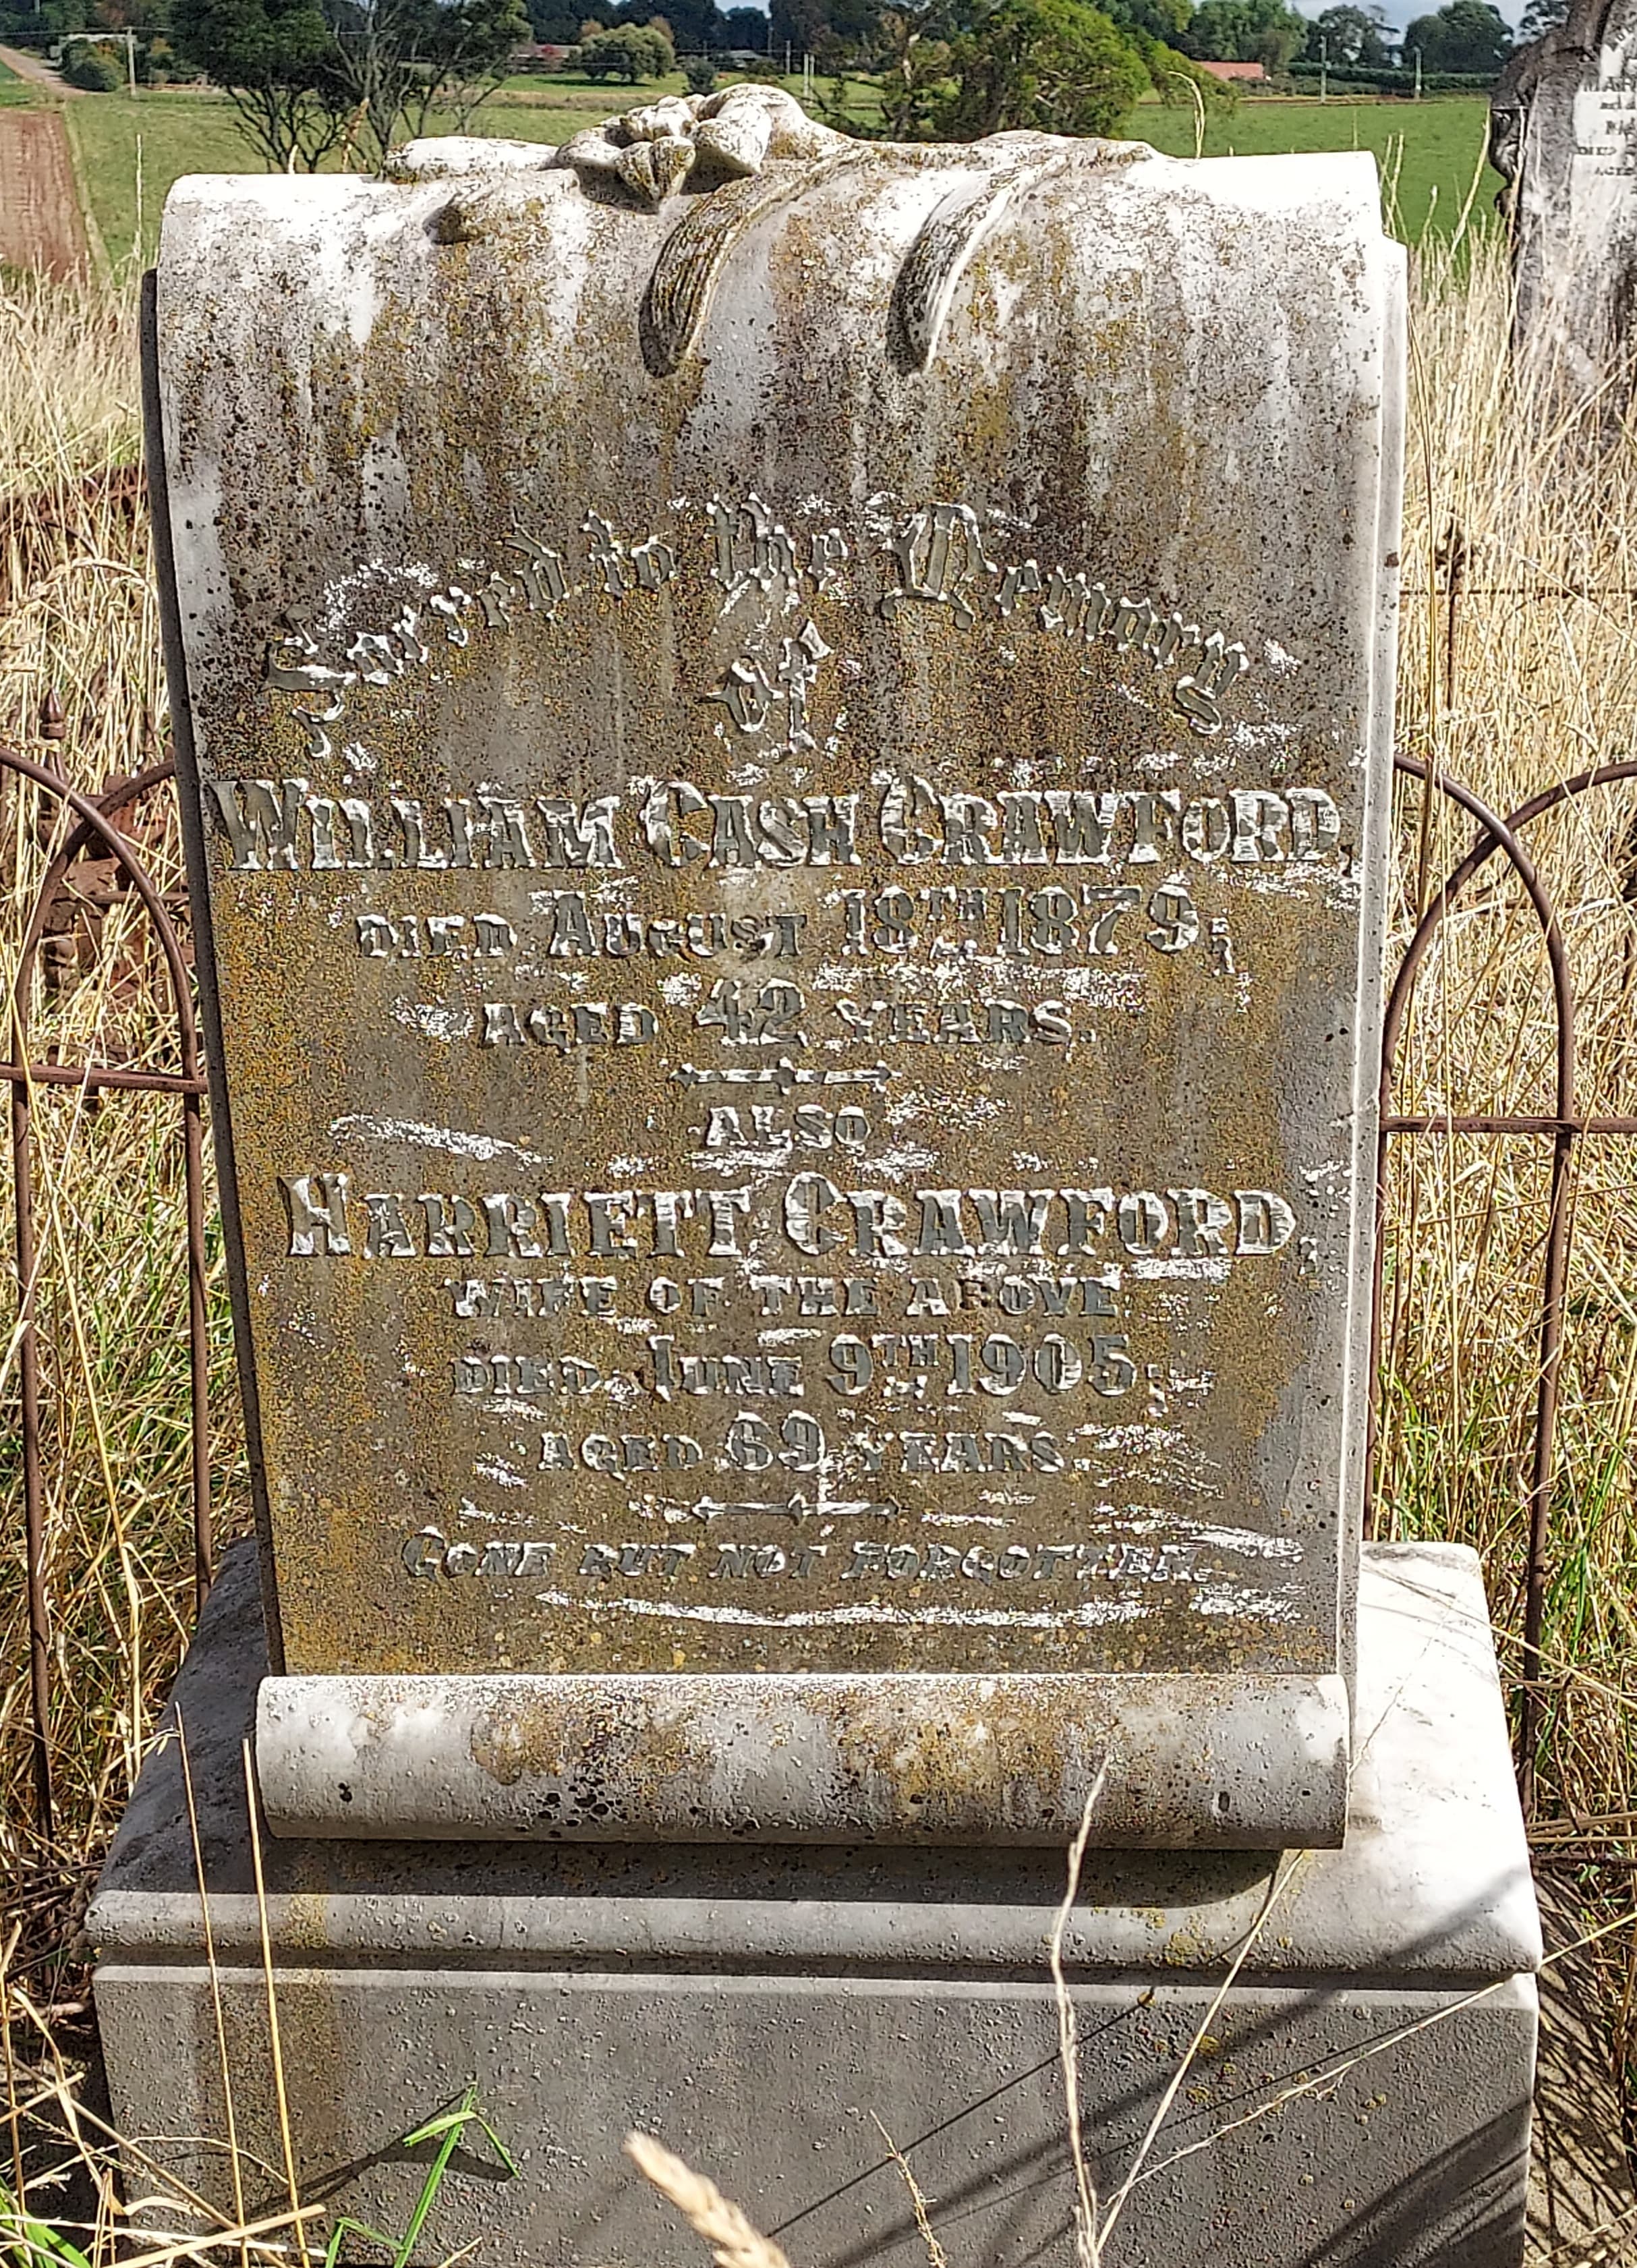 Sacred to the Memory
of
WILLIAM CASH CRAWFORD,
DIED AUGUST 18TH 1879;
AGED 42 YEARS.
ALSO
HARRIETT CRAWFORD,
WIFE OF THE ABOVE
DIED JUNE 9TH 1905;
AGED 69 YEARS.
GONE BUT NOT FORGOTTEN.